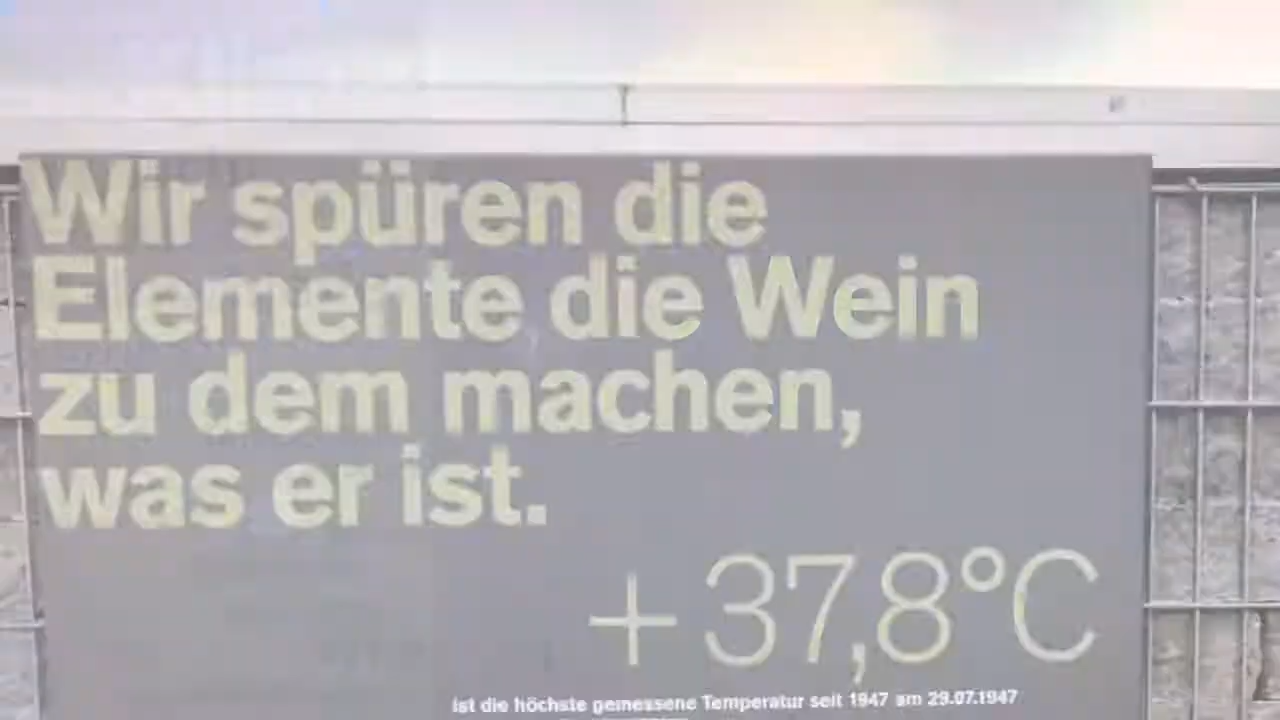 Wir spüren die
Elemente die Wein
zu dem machen,
was er ist.
+37,8°C
ist die höchste gemessene Temperatur seit 1947 am 29.07.1947